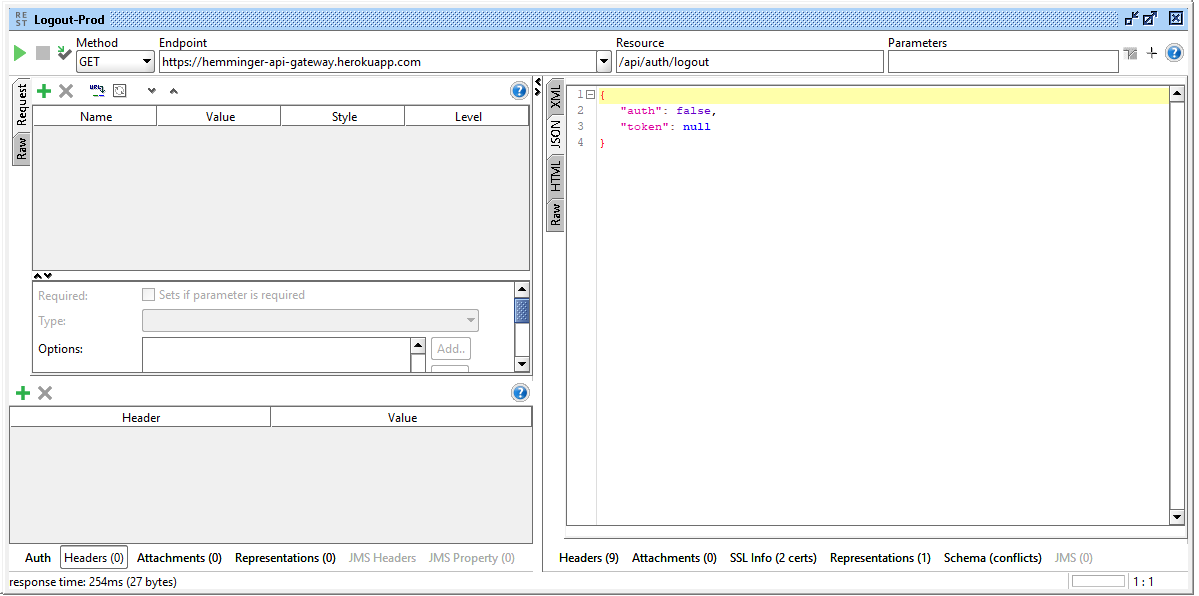 RE
ST
Logout-Prod
Method
Endpoint
Resource
Parameters
GET
https://hemminger-api-gateway.herokuapp.com
/api/auth/logout
Request
Raw
Name Value Style Level
Required:
Sets if parameter is required
Type:
Options:
Add..
Header Value
Auth Headers (0) Attachments (0) Representations (0) JMS Headers JMS Property (0)
XML
JSON
HTML
Raw
1 {
2 "auth": false,
3 "token": null
4 }
Headers (9) Attachments (0) SSL Info (2 certs) Representations (1) Schema (conflicts) JMS (0)
response time: 254ms (27 bytes)
1 : 1